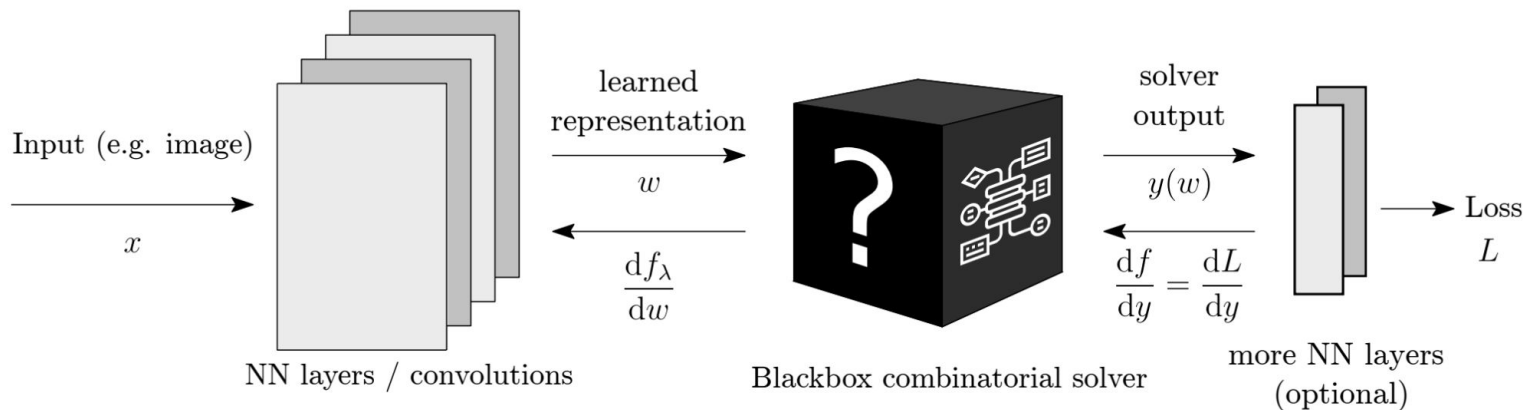 Input (e.g. image)
x
NN layers / convolutions
learned
representation
w
df_λ
dw
?
Blackbox combinatorial solver
solver
output
y(w)
df/dy = dL/dy
more NN layers
(optional)
Loss
L